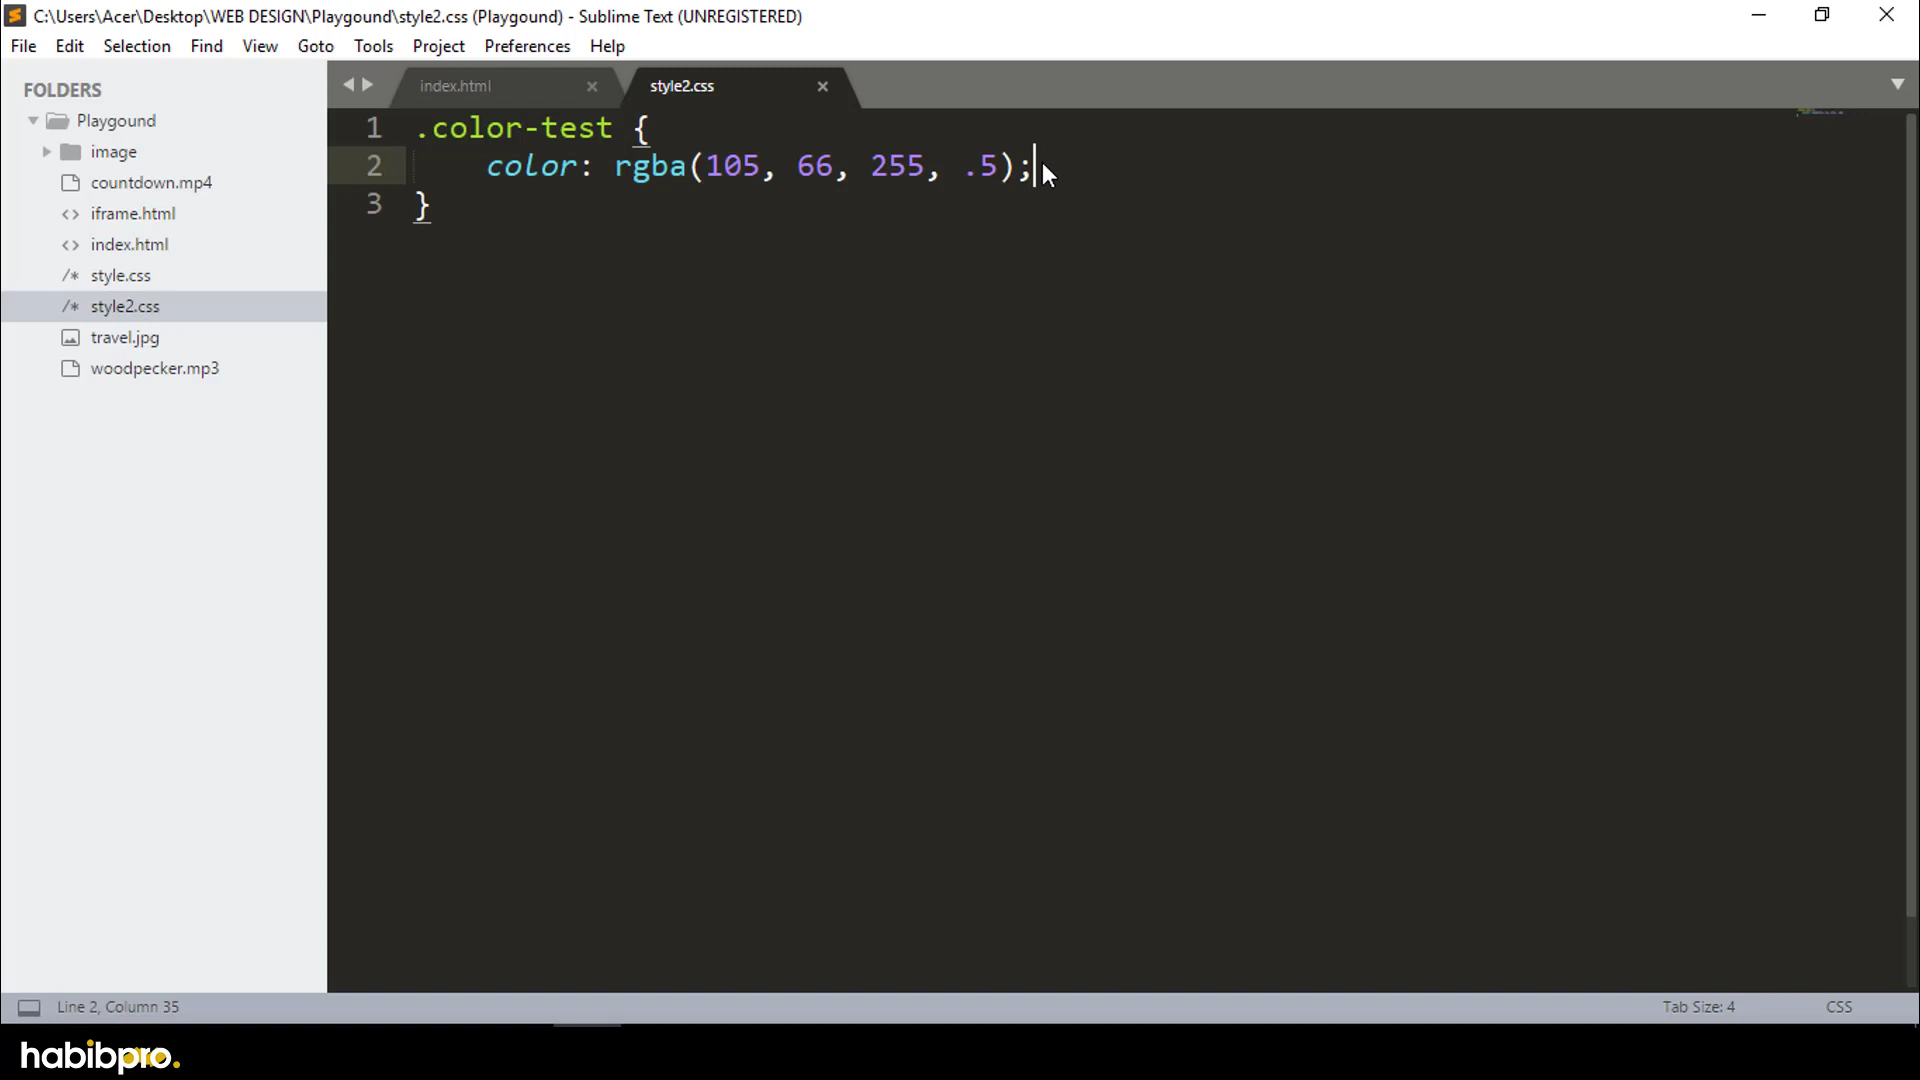 C:\Users\Acer\Desktop\WEB DESIGN\Playgound\style2.css (Playgound) - Sublime Text (UNREGISTERED)
File Edit Selection Find View Goto Tools Project Preferences Help
FOLDERS
Playgound
image
countdown.mp4
iframe.html
index.html
/* style.css
/* style2.css
travel.jpg
woodpecker.mp3
index.html style2.css
1 .color-test {
2 color: rgba(105, 66, 255, .5);
3 }
Line 2, Column 35 Tab Size: 4 CSS
habibpro.